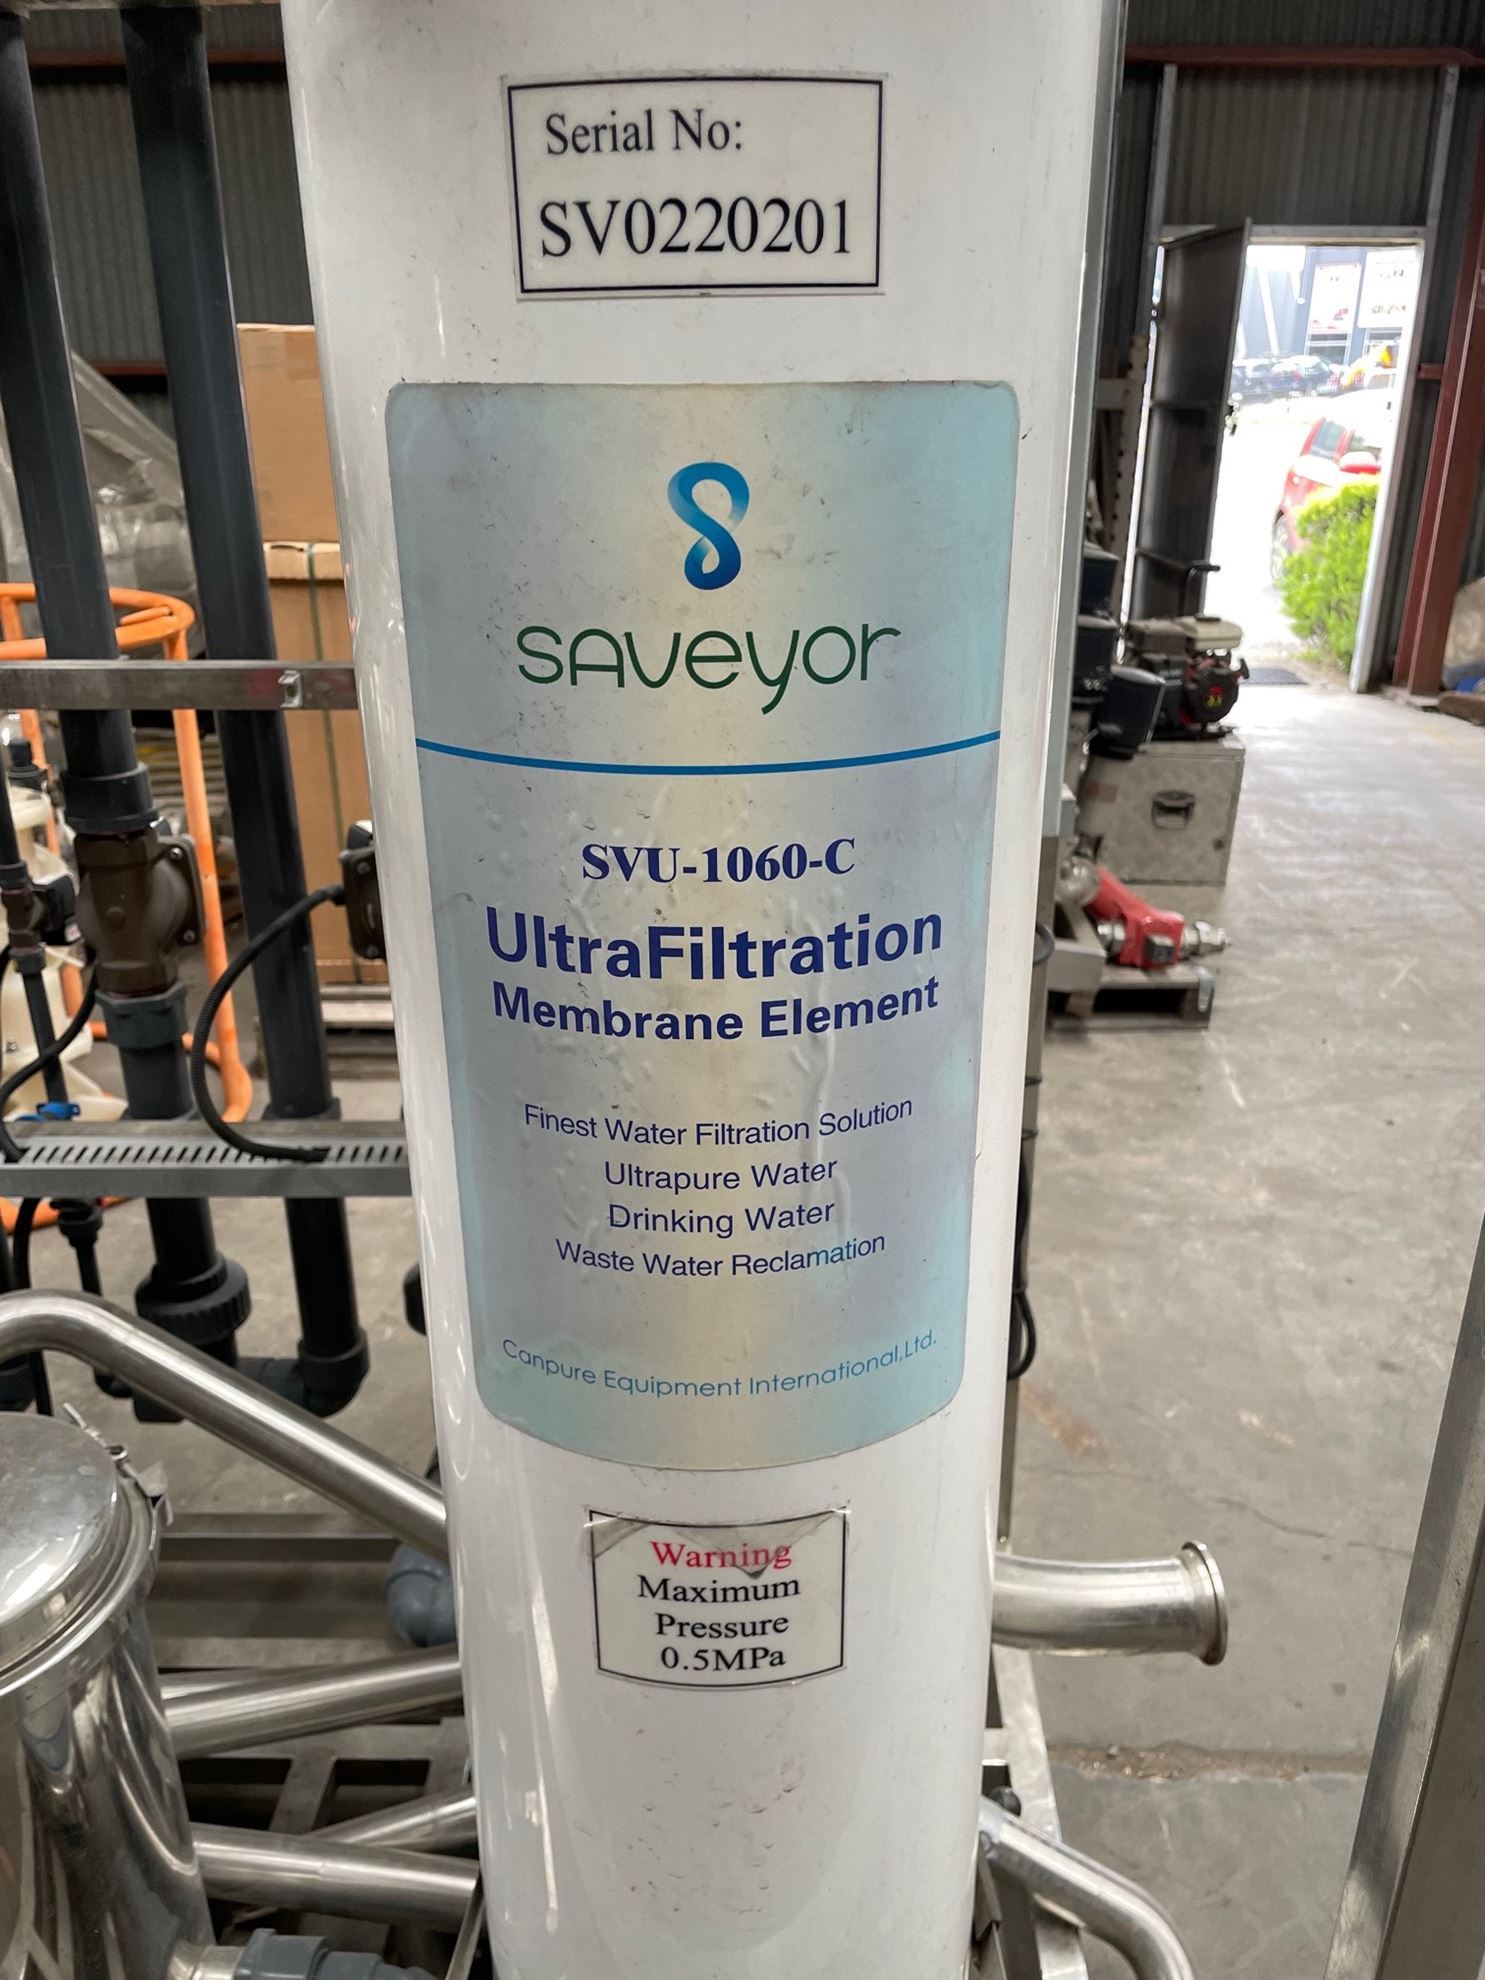 Serial No:
SV0220201
saveyor
SVU-1060-C
UltraFiltration
Membrane Element
Finest Water Filtration Solution
Ultrapure Water
Drinking Water
Waste Water Reclamation
Canpure Equipment International,Ltd.
Warning
Maximum
Pressure
0.5MPa